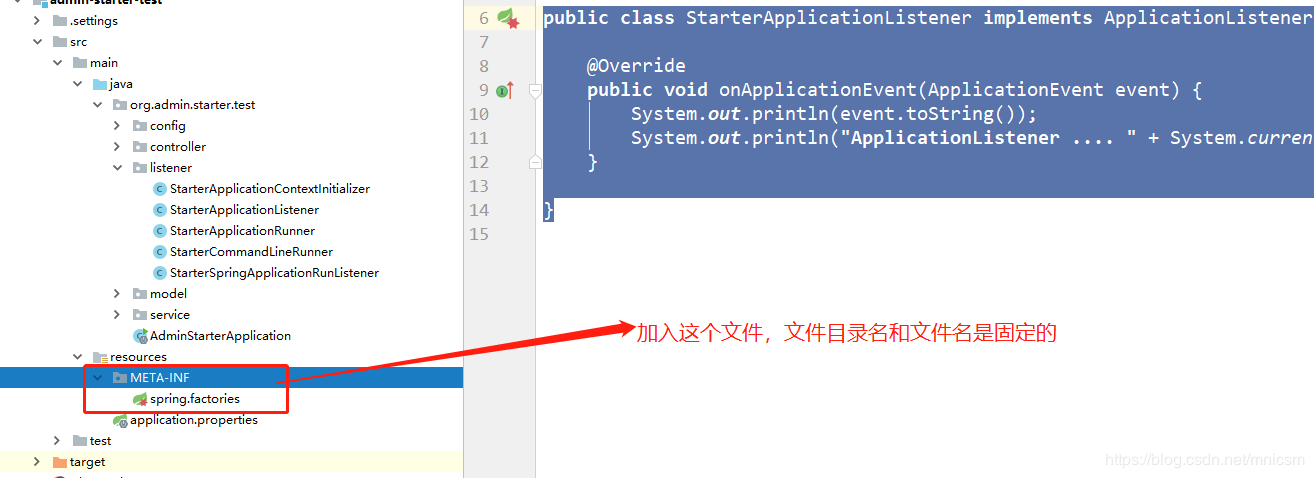 admin-starter-test
.settings
src
main
java
org.admin.starter.test
config
controller
listener
StarterApplicationContextInitializer
StarterApplicationListener
StarterApplicationRunner
StarterCommandLineRunner
StarterSpringApplicationRunListener
model
service
AdminStarterApplication
resources
META-INF
spring.factories
application.properties
test
target
6 public class StarterApplicationListener implements ApplicationListener
7
8 @Override
9 public void onApplicationEvent(ApplicationEvent event) {
10 System.out.println(event.toString());
11 System.out.println("ApplicationListener .... " + System.curren
12 }
13
14 }
15
加入这个文件，文件目录名和文件名是固定的
https://blog.csdn.net/mnicsm